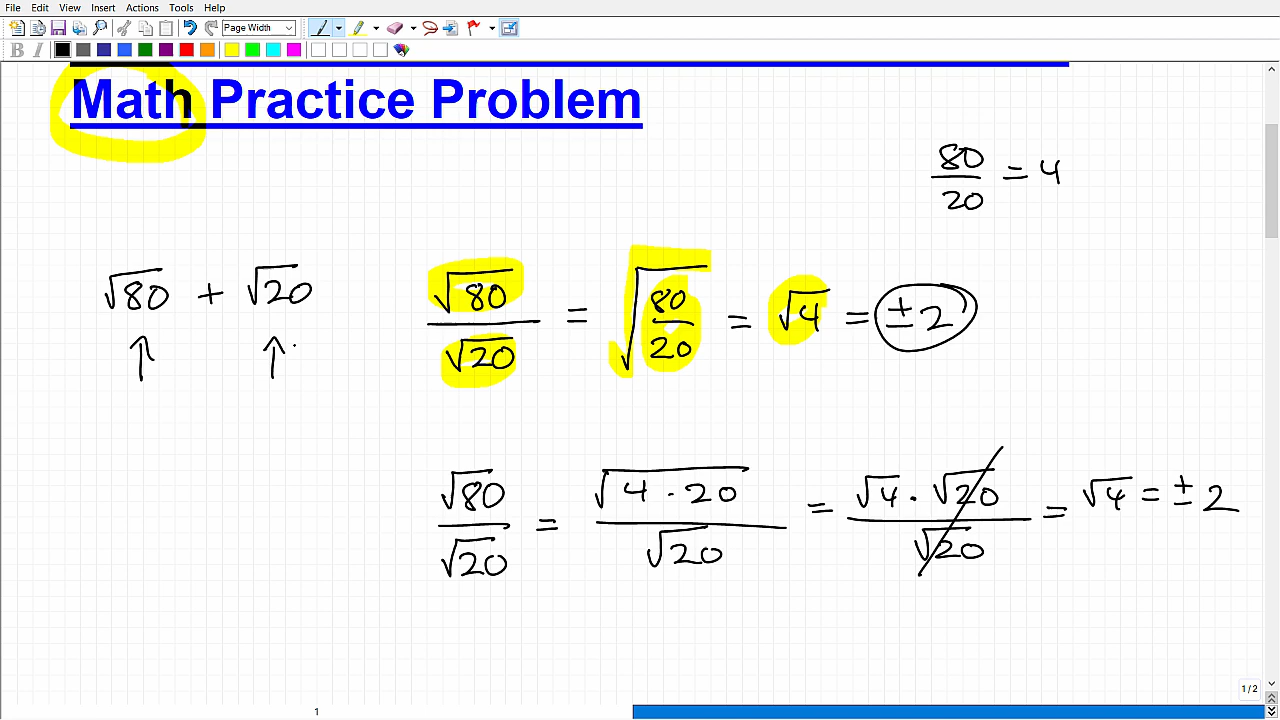 File Edit View Insert Actions Tools Help
Page Width
B I
Math Practice Problem
80/20 = 4
√80 + √20
√80/√20 = √(80/20) = √4 = ±2
√80/√20 = √(4·20)/√20 = √4·√20/√20 = √4 = ±2
1/2
1